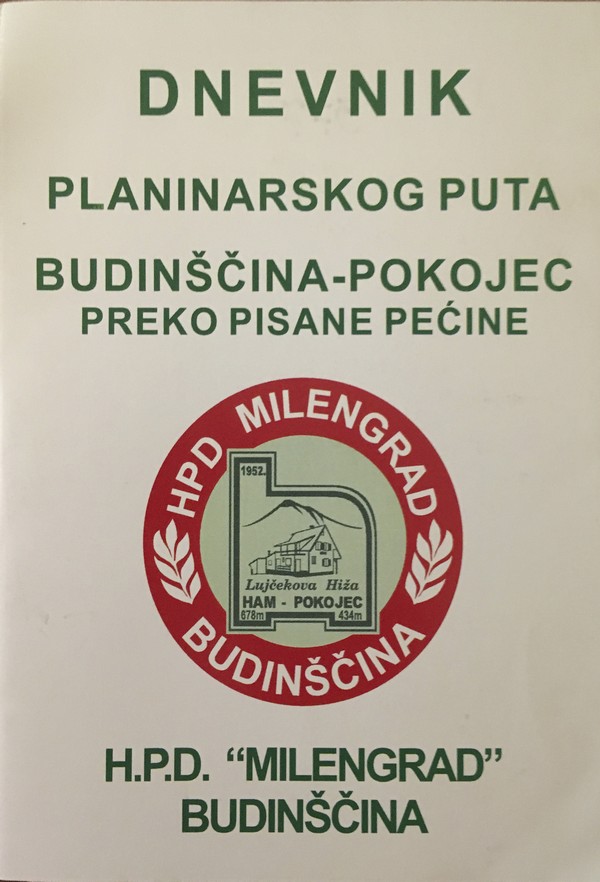 DNEVNIK
PLANINARSKOG PUTA
BUDINŠČINA-POKOJEC
PREKO PISANE PEĆINE
HPD MILENGRAD
1952.
Lujčekova Hiža
HAM - POKOJEC
678m 434m
BUDINŠČINA
H.P.D. “MILENGRAD”
BUDINŠČINA